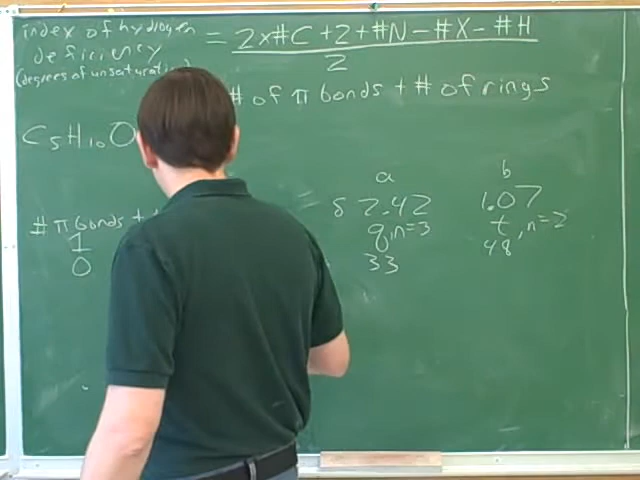 index of hydrogen
deficiency
(degrees of unsaturation)
= 2x#C+2+#N-#X-#H
2
# of π bonds + # of rings
C5H10O
a b
δ 2.42 1.07
q,n=3 t,n=2
33 48
# π bonds +
1
0